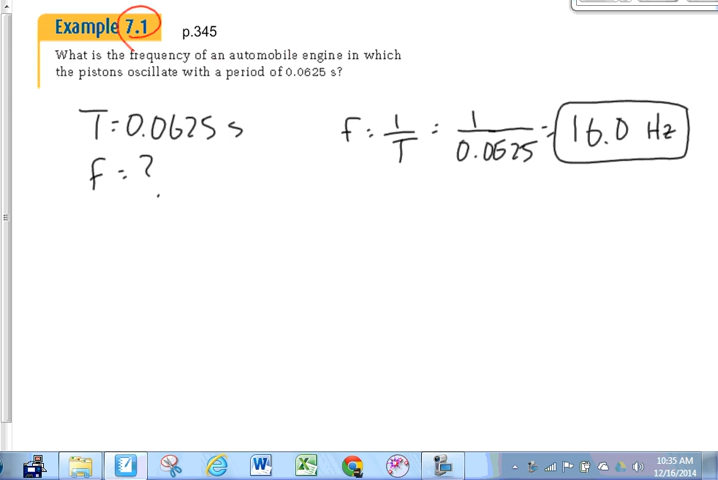 Example 7.1 p.345
What is the frequency of an automobile engine in which
the pistons oscillate with a period of 0.0625 s?
T = 0.0625 s
f = ?
f = 1/T = 1/0.0625 = 16.0 Hz
10:35 AM
12/16/2014